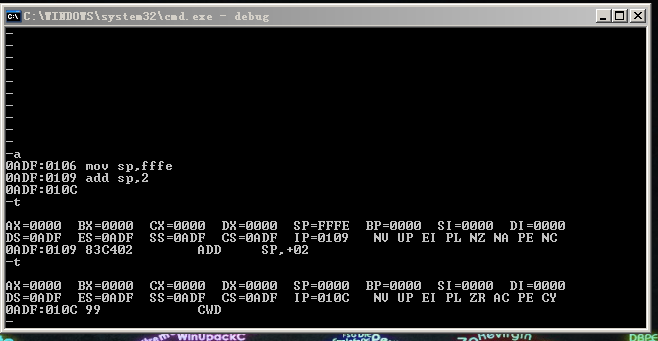 C:\WINDOWS\system32\cmd.exe - debug
-
-
-
-
-
-
-
-
-
-
-a
0ADF:0106 mov sp,fffe
0ADF:0109 add sp,2
0ADF:010C
-t
AX=0000  BX=0000  CX=0000  DX=0000  SP=FFFE  BP=0000  SI=0000  DI=0000
DS=0ADF  ES=0ADF  SS=0ADF  CS=0ADF  IP=0109   NV UP EI PL NZ NA PE NC
0ADF:0109 83C402        ADD     SP,+02
-t
AX=0000  BX=0000  CX=0000  DX=0000  SP=0000  BP=0000  SI=0000  DI=0000
DS=0ADF  ES=0ADF  SS=0ADF  CS=0ADF  IP=010C   NV UP EI PL ZR AC PE CY
0ADF:010C 99            CWD
-
WinUpackC